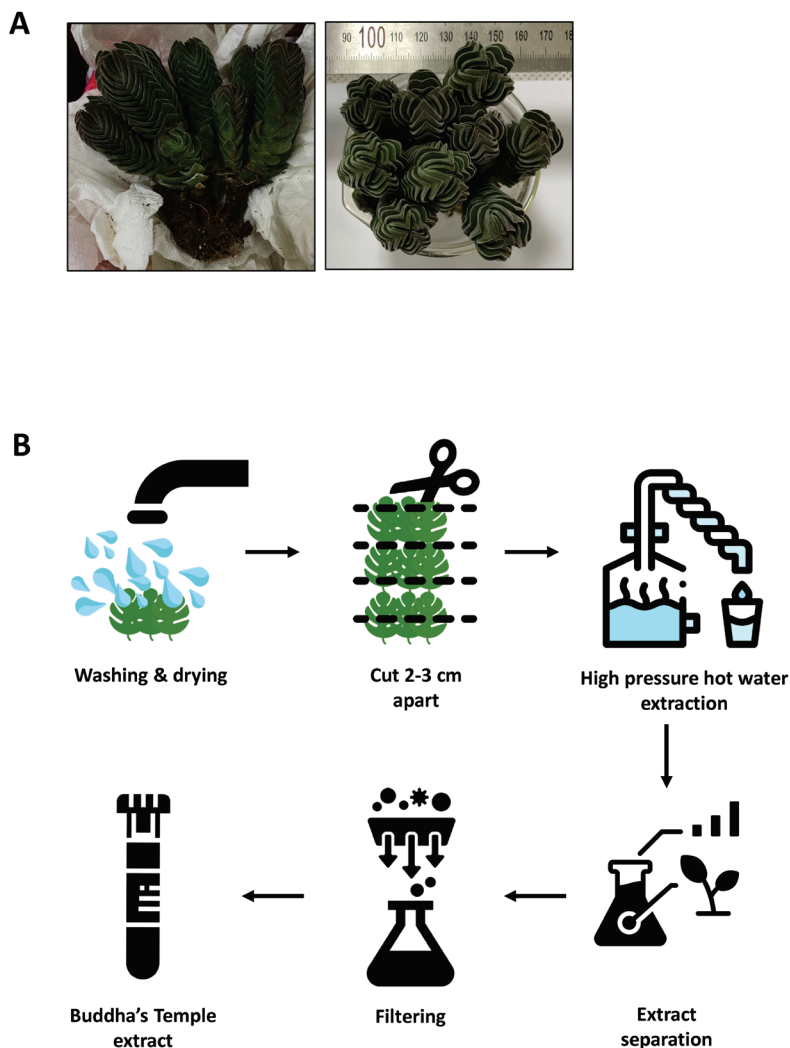 A
90 100 110 120 130 140 150 160 170 18
B
Washing & drying
Cut 2-3 cm
apart
High pressure hot water
extraction
Buddha's Temple
extract
Filtering
Extract
separation